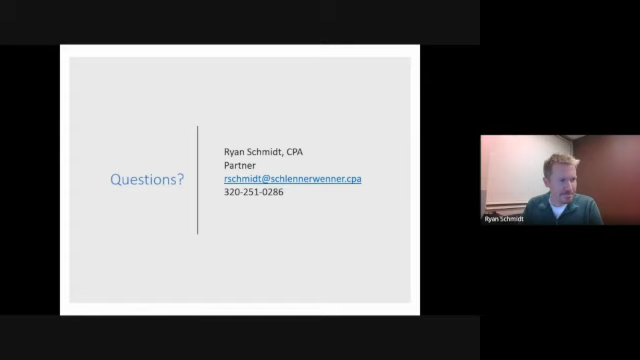 Questions?
Ryan Schmidt, CPA
Partner
rschmidt@schlennerwenner.cpa
320-251-0286
Ryan Schmidt